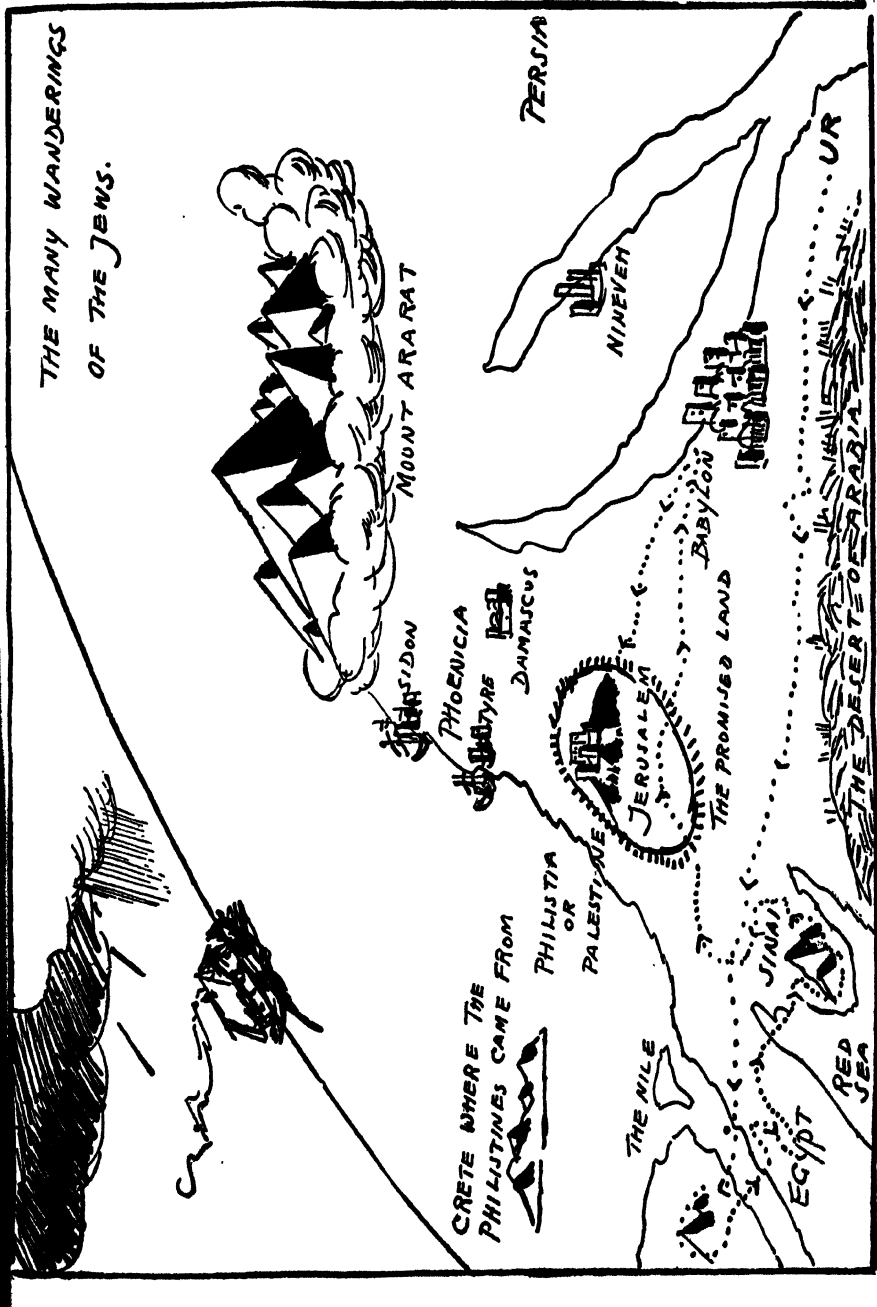 THE MANY WANDERINGS
OF THE JEWS.
PERSIA
MOUNT ARARAT
NINEVEH
UR
SIDON
PHOENICIA
TYRE
DAMASCUS
BABYLON
JERUSALEM
THE PROMISED LAND
THE DESERT OF ARABIA
CRETE WHERE THE
PHILISTINES CAME FROM
PHILISTIA
OR
PALESTINE
THE NILE
SINAI
EGYPT
RED
SEA